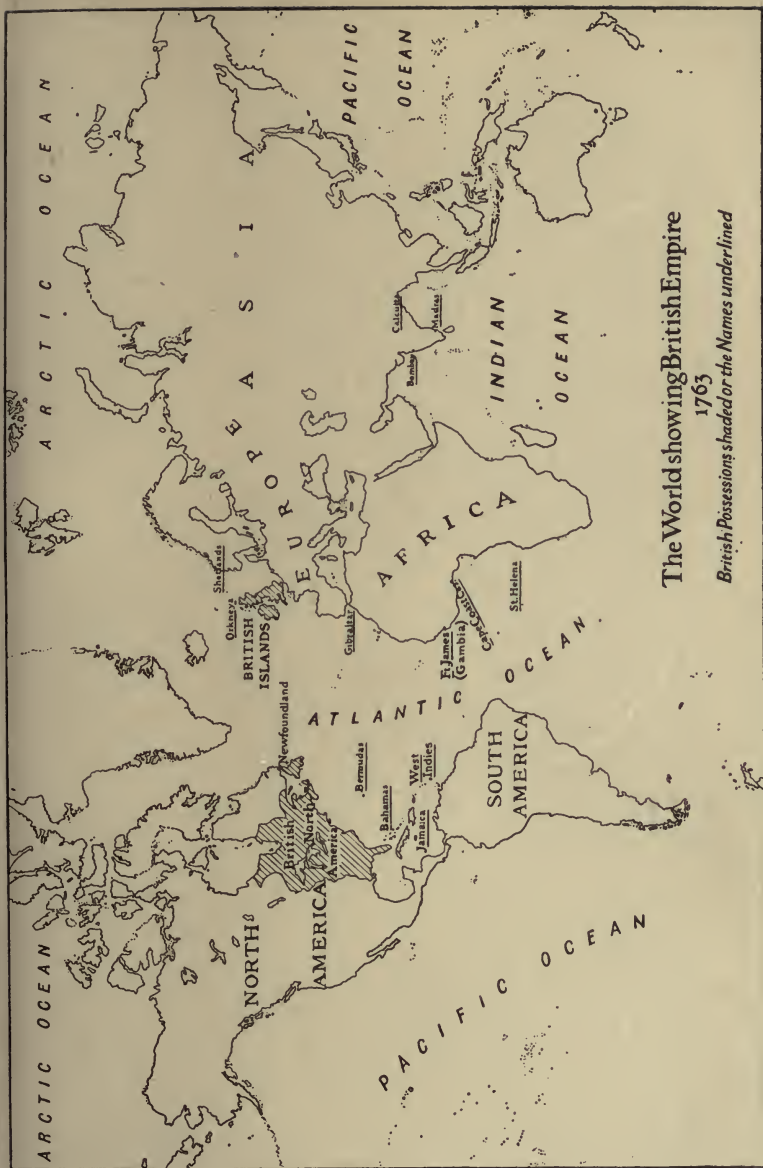 ARCTIC OCEAN
ARCTIC OCEAN
NORTH
AMERICA
British
North
America
Newfoundland
BRITISH
ISLANDS
Orkneys
Shetlands
EUROPE
ASIA
PACIFIC
OCEAN
ATLANTIC OCEAN
Bermudas
Bahamas
West
Indies
Jamaica
Gibraltar
AFRICA
Ft. James
(Gambia)
Cape Coast Cas.
St. Helena
Bombay
Calcutta
Madras
INDIAN
OCEAN
SOUTH
AMERICA
PACIFIC OCEAN
The World showing British Empire
1763
British Possessions shaded or the Names underlined